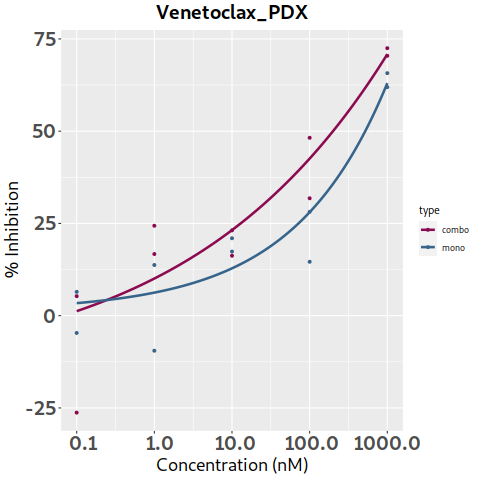 Venetoclax_PDX
75
50
25
0
-25
% Inhibition
0.1 1.0 10.0 100.0 1000.0
Concentration (nM)
type
combo
mono